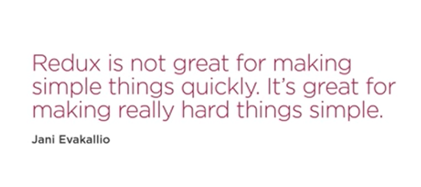 Redux is not great for making
simple things quickly. It’s great for
making really hard things simple.
Jani Evakallio